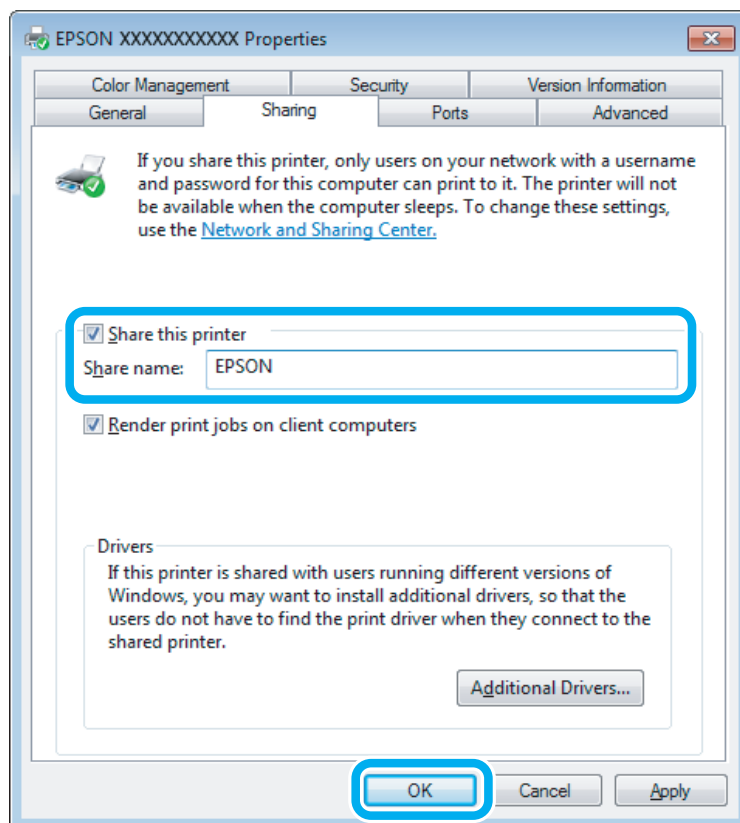 EPSON XXXXXXXXXXX Properties
Color Management Security Version Information
General Sharing Ports Advanced
If you share this printer, only users on your network with a username
and password for this computer can print to it. The printer will not
be available when the computer sleeps. To change these settings,
use the Network and Sharing Center.
Share this printer
Share name: EPSON
Render print jobs on client computers
Drivers
If this printer is shared with users running different versions of
Windows, you may want to install additional drivers, so that the
users do not have to find the print driver when they connect to the
shared printer.
Additional Drivers...
OK Cancel Apply